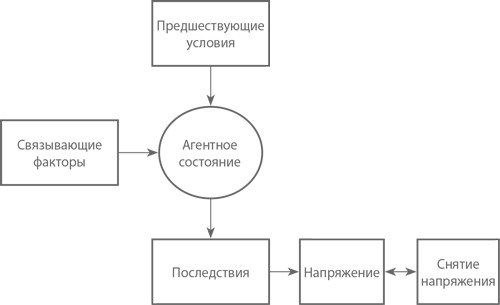 Предшествующие
условия
Связывающие
факторы
Агентное
состояние
Последствия
Напряжение
Снятие
напряжения